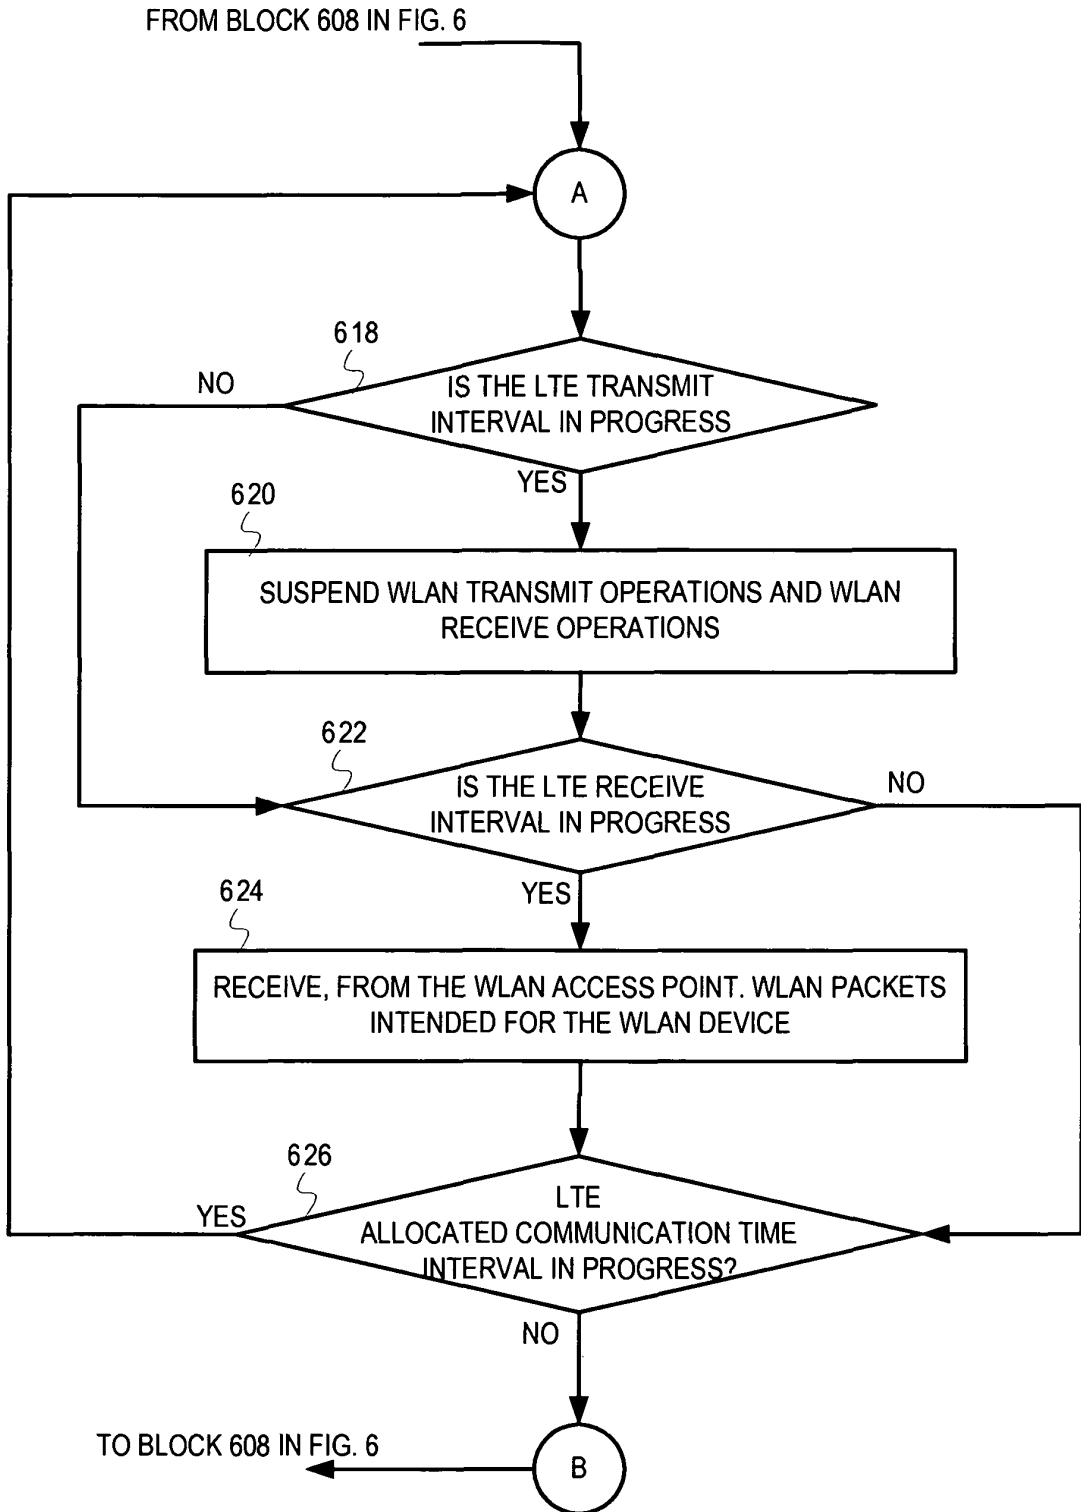 FROM BLOCK 608 IN FIG. 6
A
618
NO
IS THE LTE TRANSMIT
INTERVAL IN PROGRESS
YES
620
SUSPEND WLAN TRANSMIT OPERATIONS AND WLAN
RECEIVE OPERATIONS
622
IS THE LTE RECEIVE
INTERVAL IN PROGRESS
NO
YES
624
RECEIVE, FROM THE WLAN ACCESS POINT. WLAN PACKETS
INTENDED FOR THE WLAN DEVICE
626
YES
LTE
ALLOCATED COMMUNICATION TIME
INTERVAL IN PROGRESS?
NO
TO BLOCK 608 IN FIG. 6
B